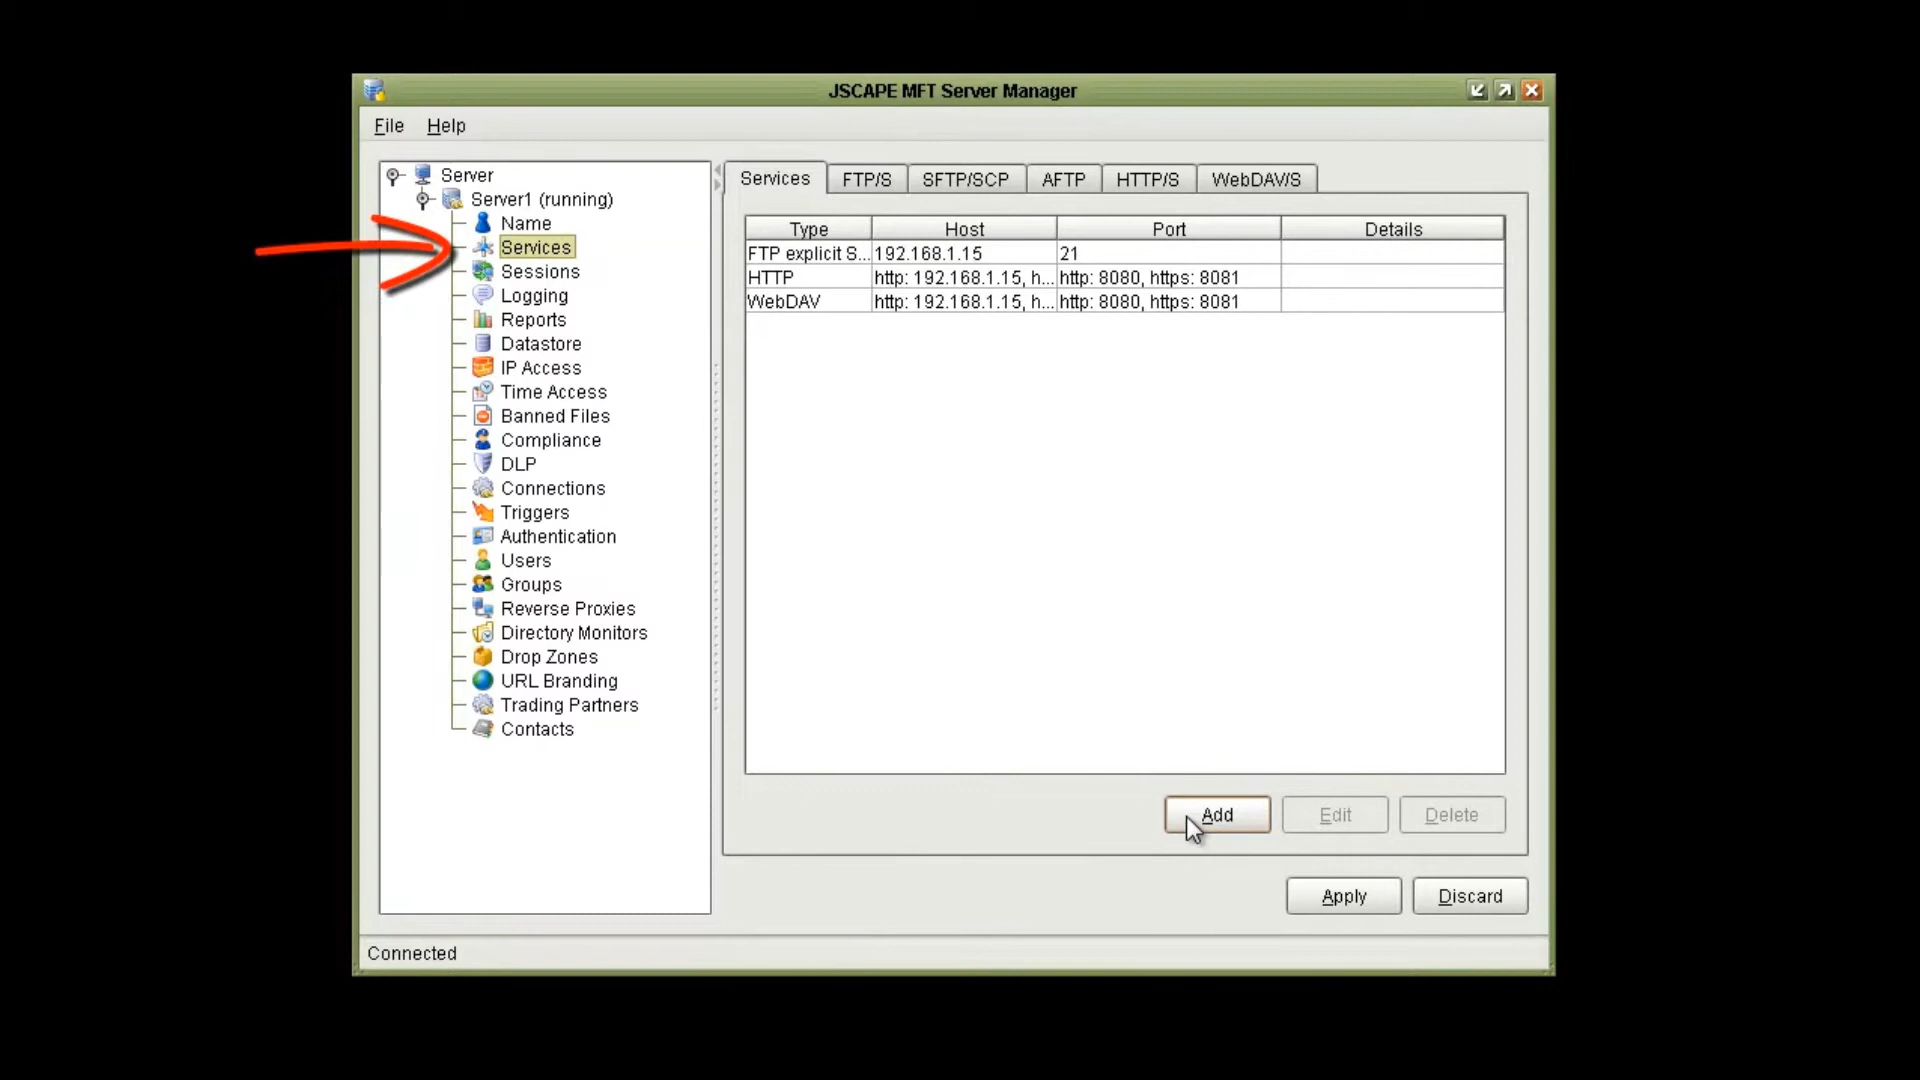 JSCAPE MFT Server Manager
File Help
Server
Server1 (running)
Name
Services
Sessions
Logging
Reports
Datastore
IP Access
Time Access
Banned Files
Compliance
DLP
Connections
Triggers
Authentication
Users
Groups
Reverse Proxies
Directory Monitors
Drop Zones
URL Branding
Trading Partners
Contacts
Services FTP/S SFTP/SCP AFTP HTTP/S WebDAV/S
Type Host Port Details
FTP explicit S... 192.168.1.15 21
HTTP http: 192.168.1.15, h... http: 8080, https: 8081
WebDAV http: 192.168.1.15, h... http: 8080, https: 8081
Add Edit Delete
Apply Discard
Connected